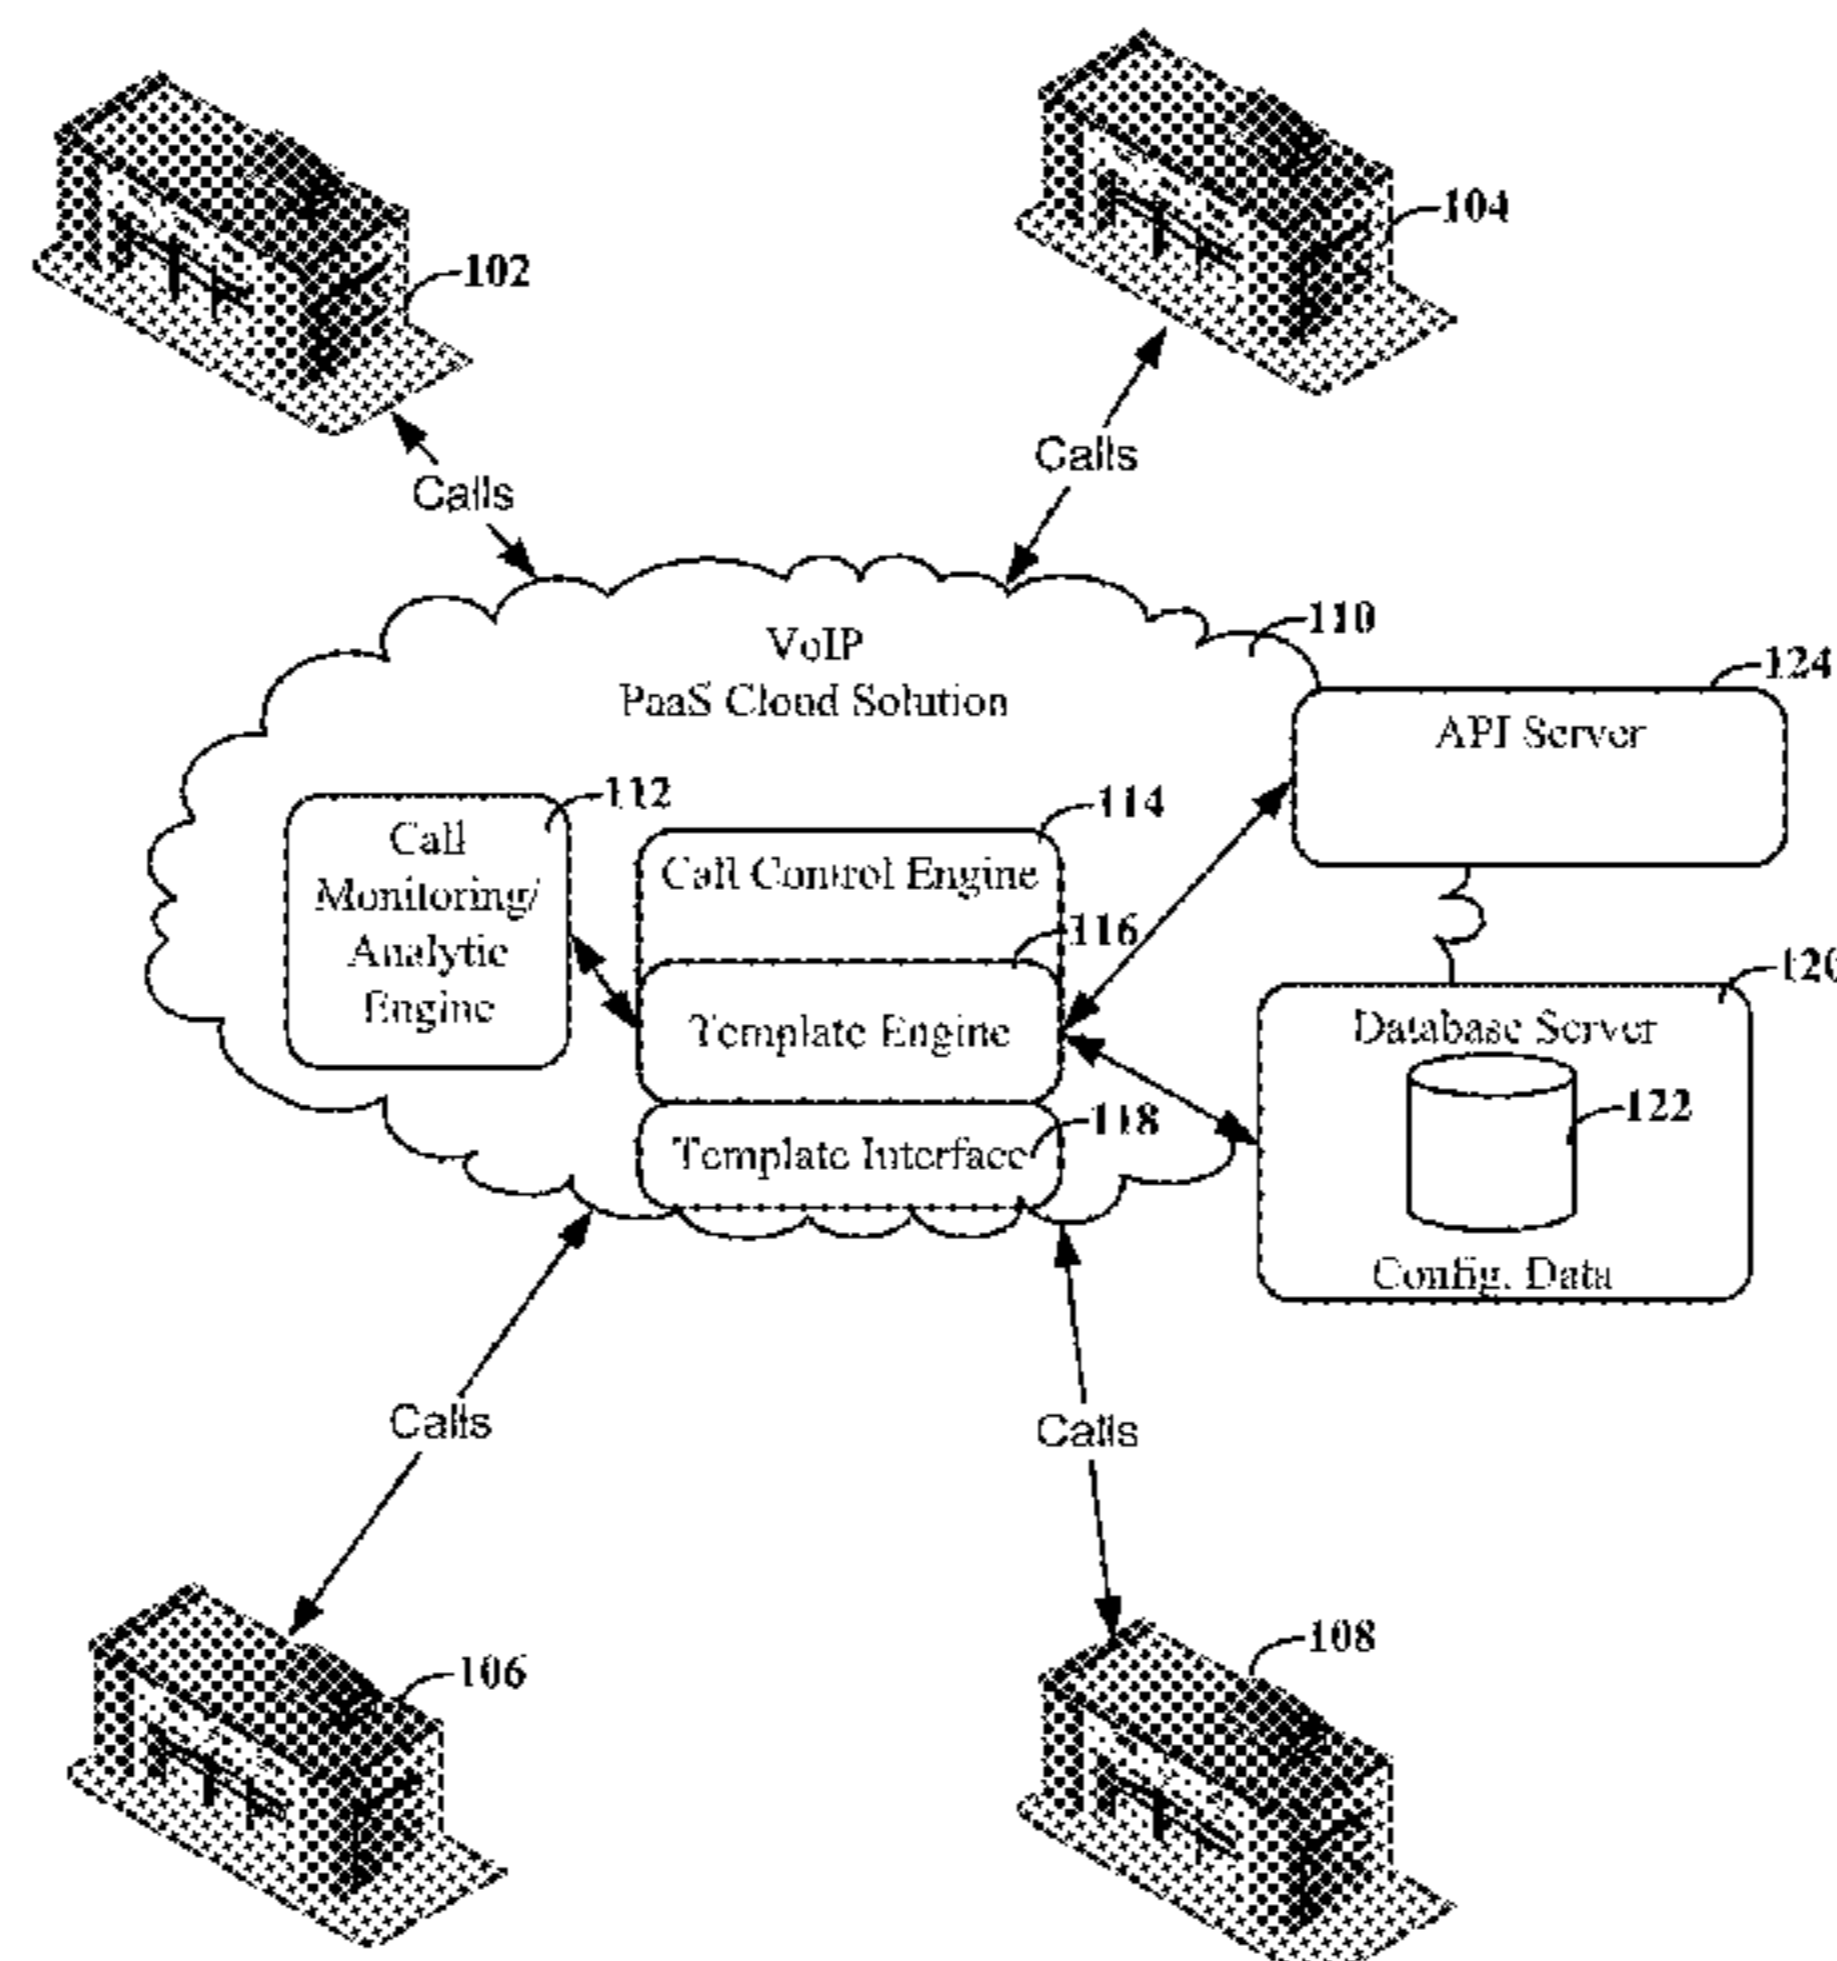 104
102
Calls
Calls
110
VoIP
PaaS Cloud Solution
124
API Server
112
Call
Monitoring/
Analytic
Engine
114
Call Control Engine
116
Template Engine
118
Template Interface
120
Database Server
122
Config. Data
Calls
Calls
106
108